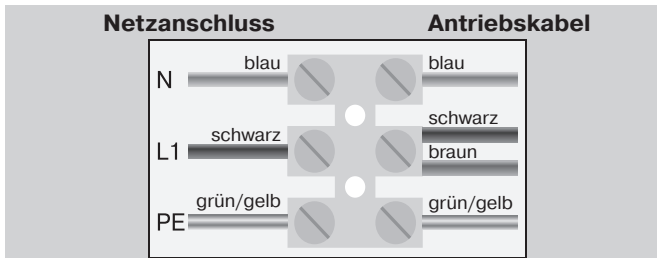 Netzanschluss Antriebskabel
N blau blau
schwarz
L1 schwarz
braun
PE grün/gelb grün/gelb